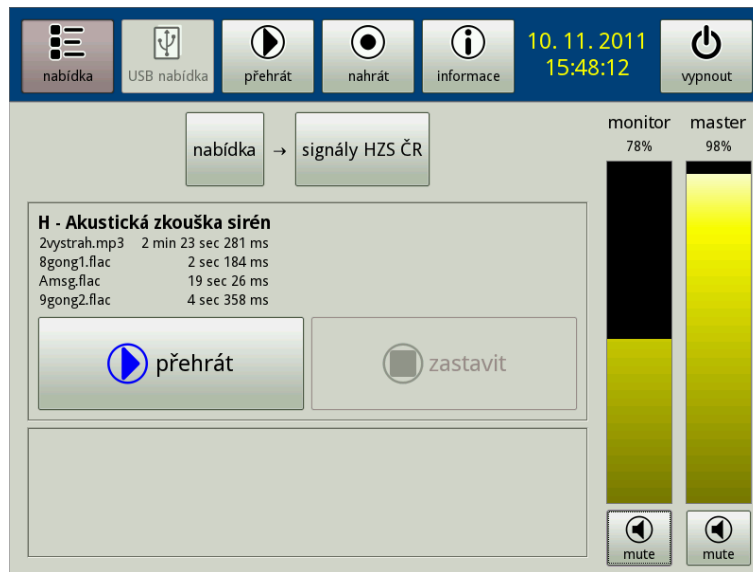 nabídka
USB nabídka
přehrát
nahrát
informace
10. 11. 2011
15:48:12
vypnout
nabídka → signály HZS ČR
monitor
78%
master
98%
H - Akustická zkouška sirén
2vystrah.mp3 2 min 23 sec 281 ms
8gong1.flac 2 sec 184 ms
Amsg.flac 19 sec 26 ms
9gong2.flac 4 sec 358 ms
přehrát
zastavit
mute
mute